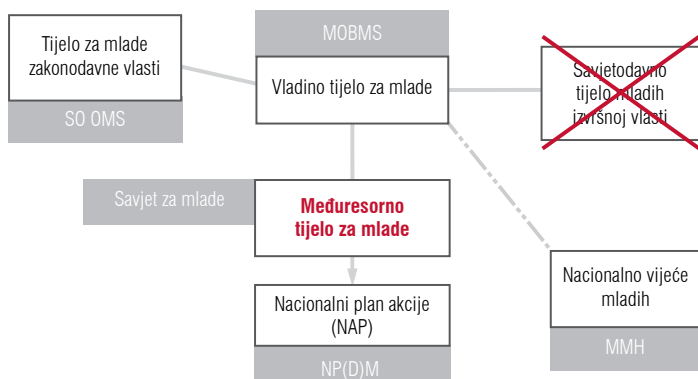 MOBMS
Tijelo za mlade
zakonodavne vlasti
SO OMS
Vladino tijelo za mlade
Savjetodavno
tijelo mladih
izvršnoj vlasti
Savjet za mlade
Međuresorno
tijelo za mlade
Nacionalno vijeće
mladih
MMH
Nacionalni plan akcije
(NAP)
NP(D)M